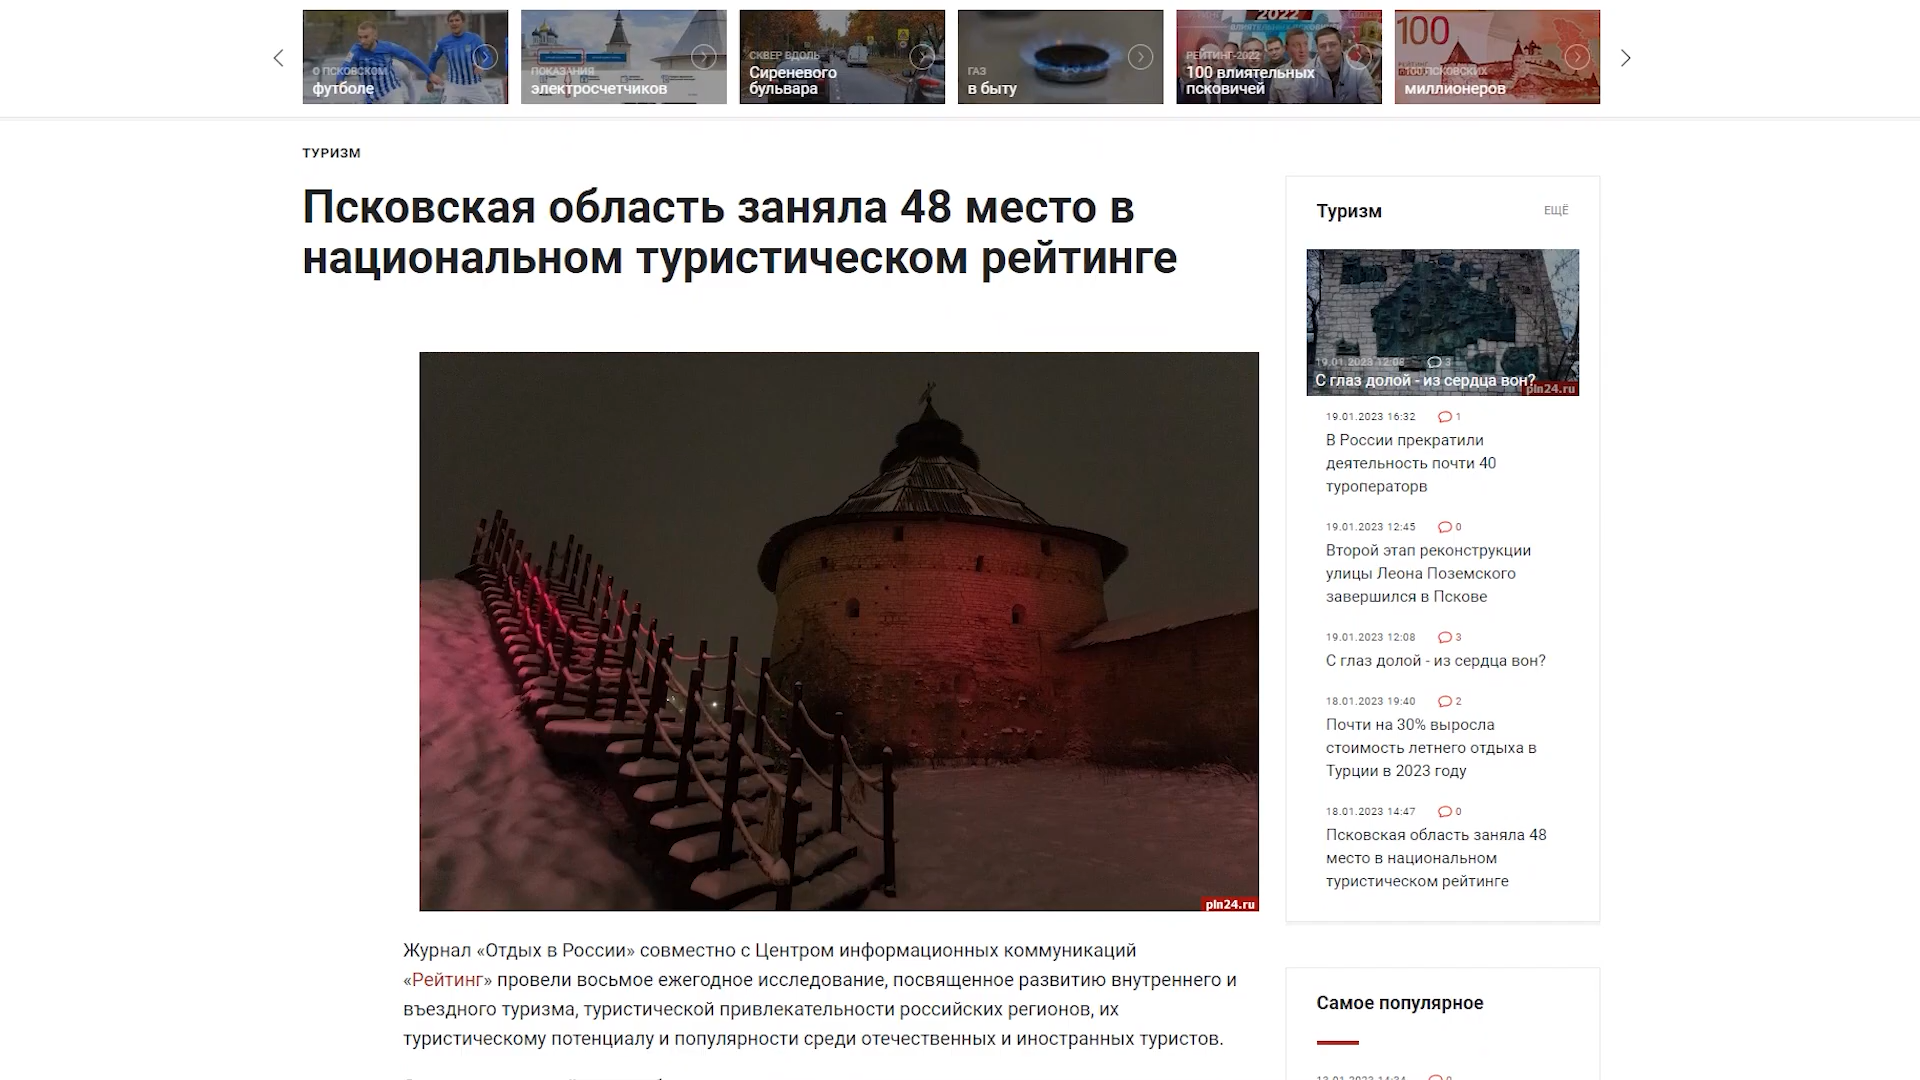 О ПСКОВСКОМ
футболе
ПОКАЗАНИЯ
электросчетчиков
СКВЕР ВДОЛЬ
Сиреневого
бульвара
ГАЗ
в быту
2022
РЕЙТИНГ-2022
100 влиятельных
псковичей
100
100 ПСКОВСКИХ
миллионеров
ТУРИЗМ
Псковская область заняла 48 место в
национальном туристическом рейтинге
pln24.ru
Журнал «Отдых в России» совместно с Центром информационных коммуникаций
«Рейтинг» провели восьмое ежегодное исследование, посвященное развитию внутреннего и
въездного туризма, туристической привлекательности российских регионов, их
туристическому потенциалу и популярности среди отечественных и иностранных туристов.
Туризм ЕЩЁ
19.01.2023 12:08 3
С глаз долой - из сердца вон?
pln24.ru
19.01.2023 16:32 1
В России прекратили
деятельность почти 40
туроператорв
19.01.2023 12:45 0
Второй этап реконструкции
улицы Леона Поземского
завершился в Пскове
19.01.2023 12:08 3
С глаз долой - из сердца вон?
18.01.2023 19:40 2
Почти на 30% выросла
стоимость летнего отдыха в
Турции в 2023 году
18.01.2023 14:47 0
Псковская область заняла 48
место в национальном
туристическом рейтинге
Самое популярное